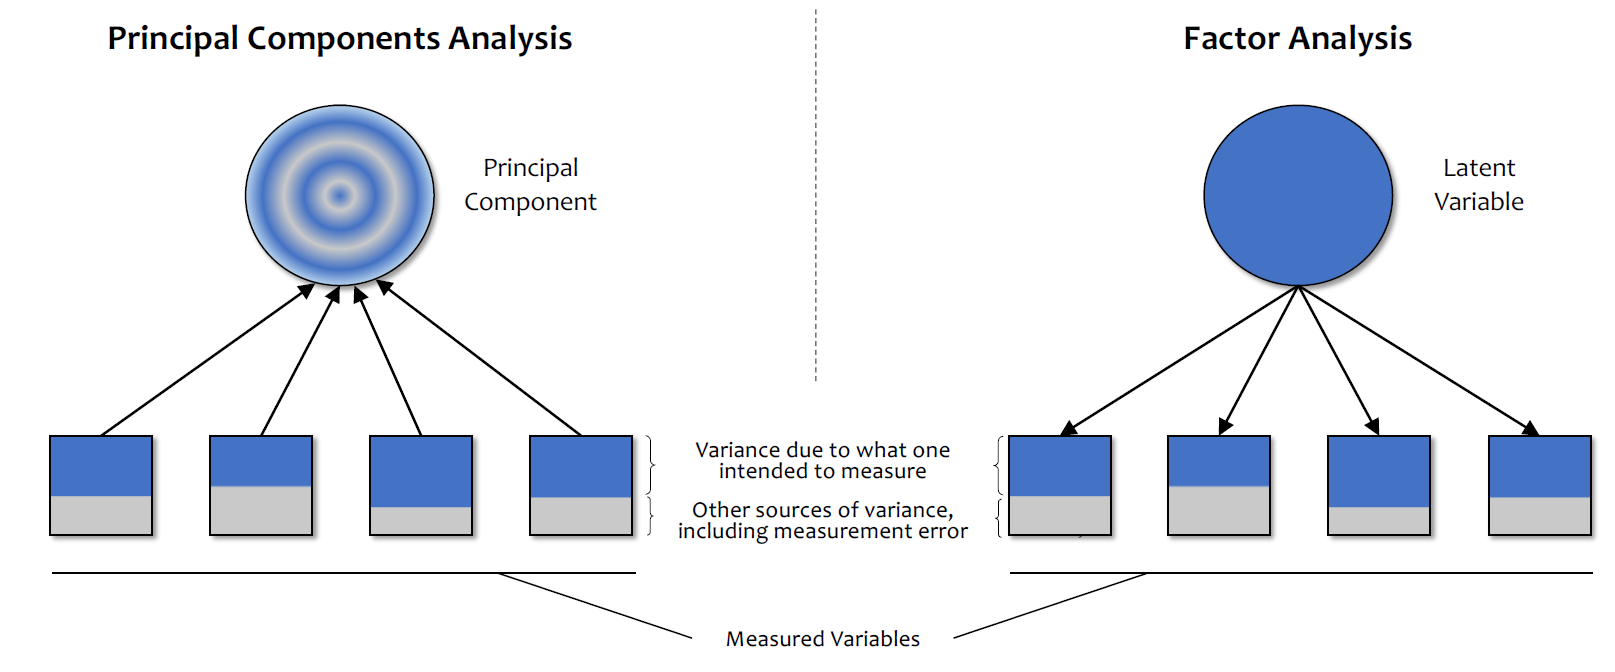 Principal Components Analysis
Factor Analysis
Principal
Component
Latent
Variable
Variance due to what one
intended to measure
Other sources of variance,
including measurement error
Measured Variables